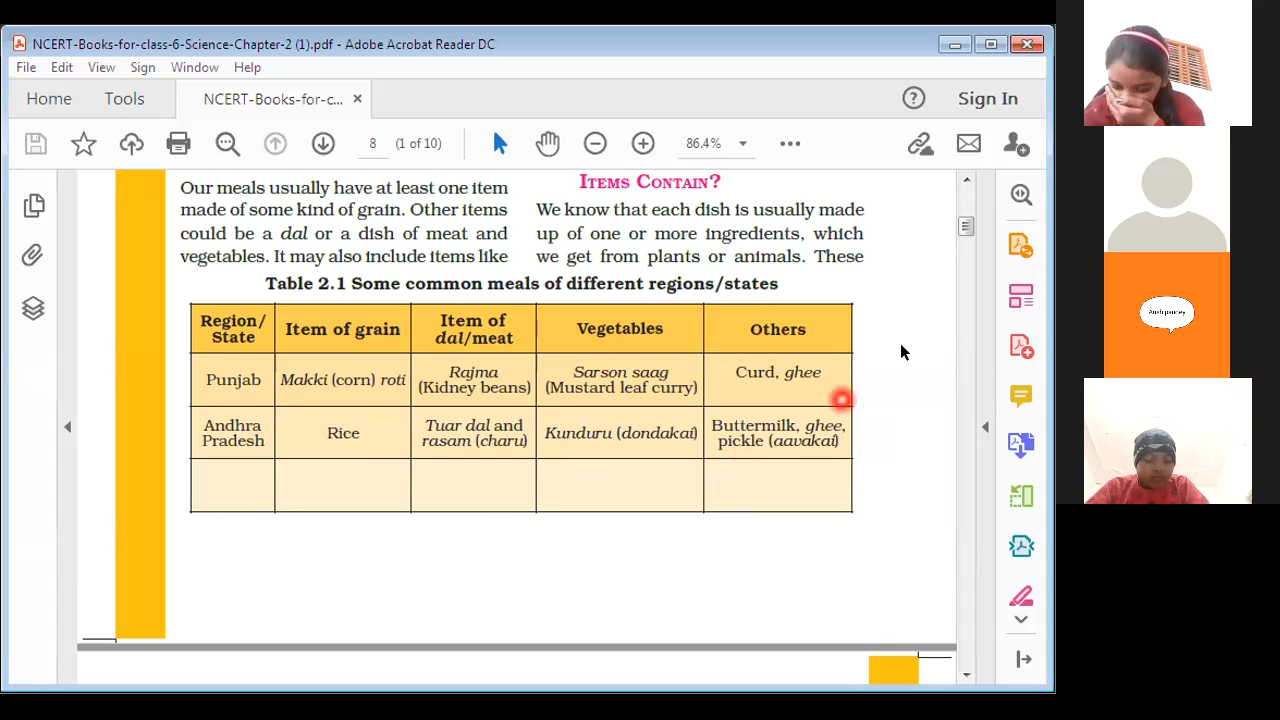 NCERT-Books-for-class-6-Science-Chapter-2 (1).pdf - Adobe Acrobat Reader DC
File Edit View Sign Window Help
Home Tools NCERT-Books-for-c... × Sign In
8 (1 of 10) 86.4%
Our meals usually have at least one item
made of some kind of grain. Other items
could be a dal or a dish of meat and
vegetables. It may also include items like
ITEMS CONTAIN?
We know that each dish is usually made
up of one or more ingredients, which
we get from plants or animals. These
Table 2.1 Some common meals of different regions/states
Region/
State
Item of grain
Item of
dal/meat
Vegetables
Others
Punjab
Makki (corn) roti
Rajma
(Kidney beans)
Sarson saag
(Mustard leaf curry)
Curd, ghee
Andhra
Pradesh
Rice
Tuar dal and
rasam (charu)
Kunduru (dondakai)
Buttermilk, ghee,
pickle (aavakai)
Ansh pandey